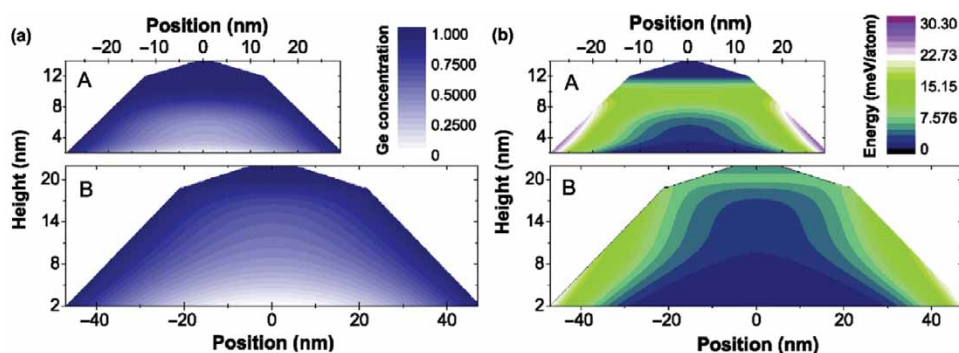 (a)
Position (nm)
−20 −10 0 10 20
A
12
8
4
Ge concentration
1.000
0.7500
0.5000
0.2500
0
Height (nm)
B
20
14
8
2
−40 −20 0 20 40
Position (nm)
(b)
Position (nm)
−20 −10 0 10 20
A
12
8
4
Energy (meV/atom)
30.30
22.73
15.15
7.576
0
Height (nm)
B
20
14
8
2
−40 −20 0 20 40
Position (nm)